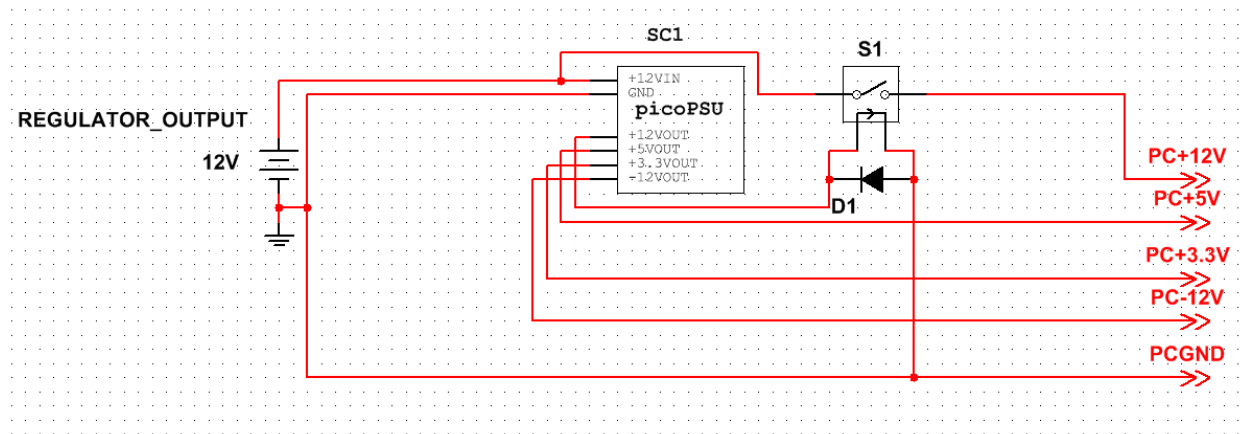 SC1
S1
+12VIN
GND
picoPSU
REGULATOR_OUTPUT
12V
+12VOUT
+5VOUT
+3.3VOUT
-12VOUT
D1
PC+12V
PC+5V
PC+3.3V
PC-12V
PCGND